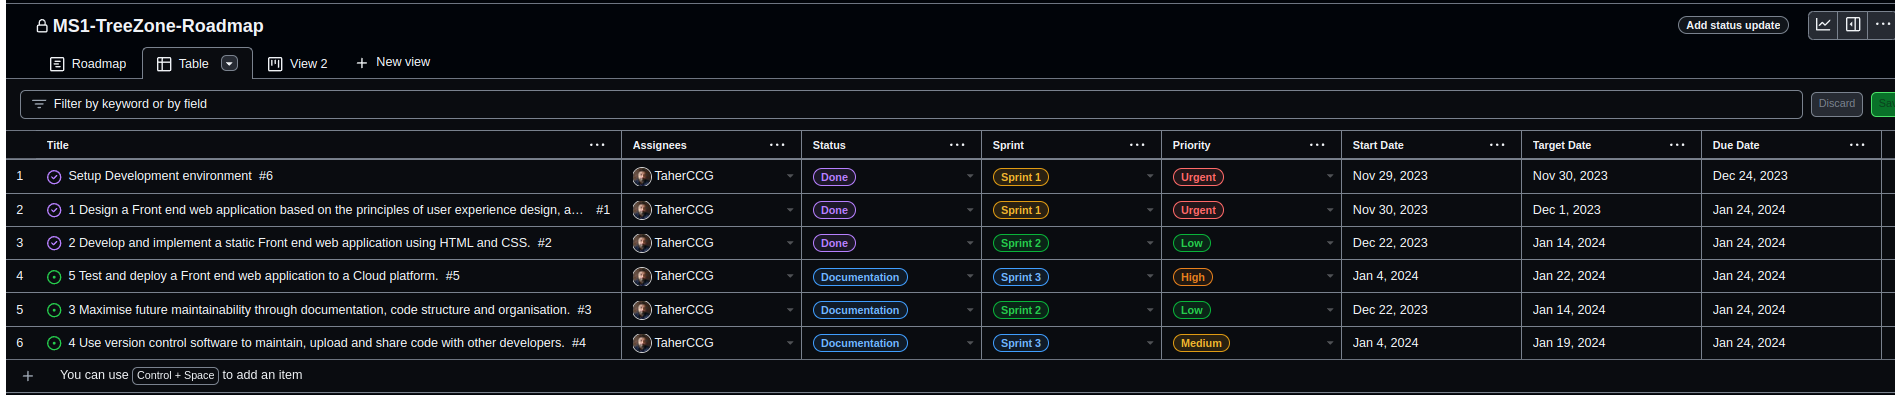 MS1-TreeZone-Roadmap
Add status update
Roadmap Table View 2 New view
Filter by keyword or by field
Discard
Title Assignees Status Sprint Priority Start Date Target Date Due Date
1 Setup Development environment #6 TaherCCG Done Sprint 1 Urgent Nov 29, 2023 Nov 30, 2023 Dec 24, 2023
2 1 Design a Front end web application based on the principles of user experience design, a... #1 TaherCCG Done Sprint 1 Urgent Nov 30, 2023 Dec 1, 2023 Jan 24, 2024
3 2 Develop and implement a static Front end web application using HTML and CSS. #2 TaherCCG Done Sprint 2 Low Dec 22, 2023 Jan 14, 2024 Jan 24, 2024
4 5 Test and deploy a Front end web application to a Cloud platform. #5 TaherCCG Documentation Sprint 3 High Jan 4, 2024 Jan 22, 2024 Jan 24, 2024
5 3 Maximise future maintainability through documentation, code structure and organisation. #3 TaherCCG Documentation Sprint 2 Low Dec 22, 2023 Jan 14, 2024 Jan 24, 2024
6 4 Use version control software to maintain, upload and share code with other developers. #4 TaherCCG Documentation Sprint 3 Medium Jan 4, 2024 Jan 19, 2024 Jan 24, 2024
You can use Control + Space to add an item